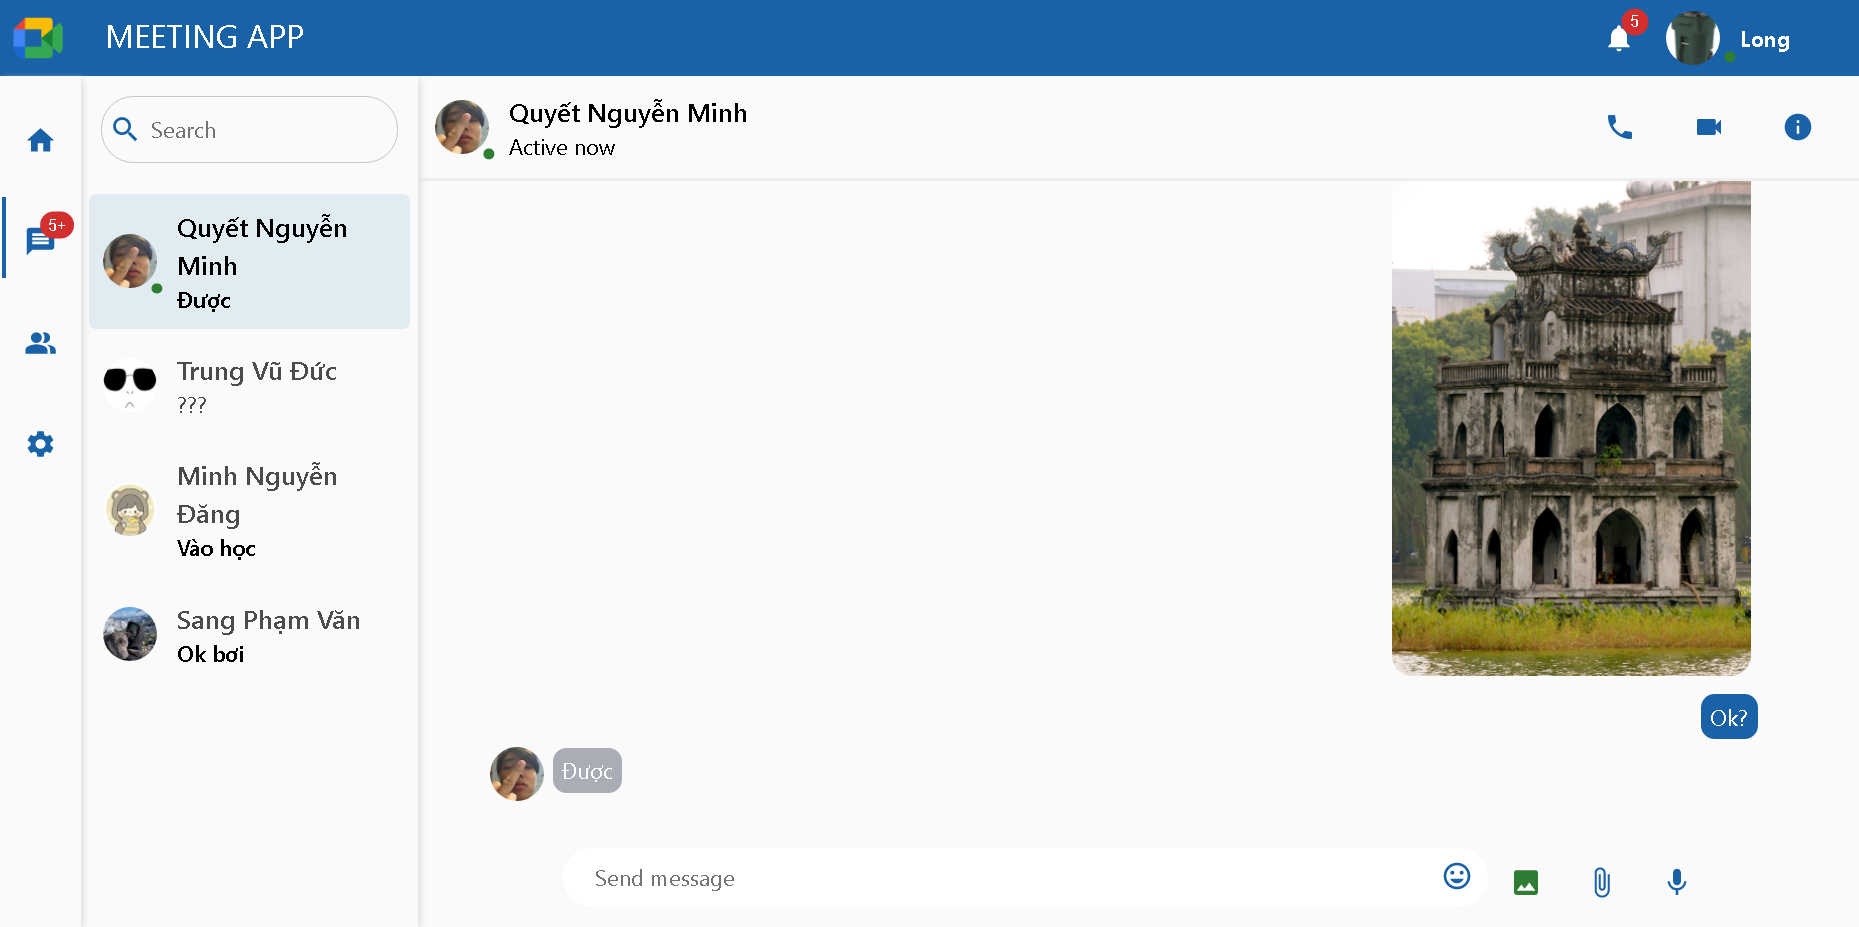 MEETING APP
5
Long
Search
Quyết Nguyễn Minh
Active now
5+
Quyết Nguyễn
Minh
Được
Trung Vũ Đức
???
Minh Nguyễn
Đăng
Vào học
Sang Phạm Văn
Ok bơi
Ok?
Được
Send message